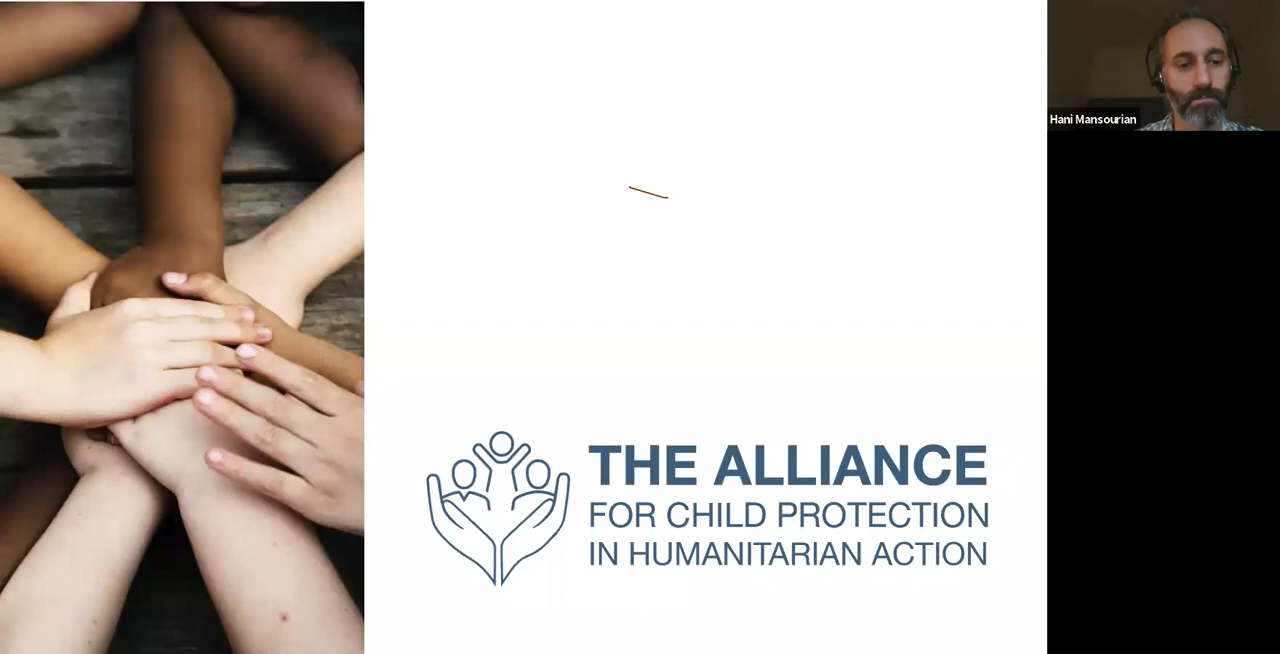 Hani Mansourian
THE ALLIANCE
FOR CHILD PROTECTION
IN HUMANITARIAN ACTION